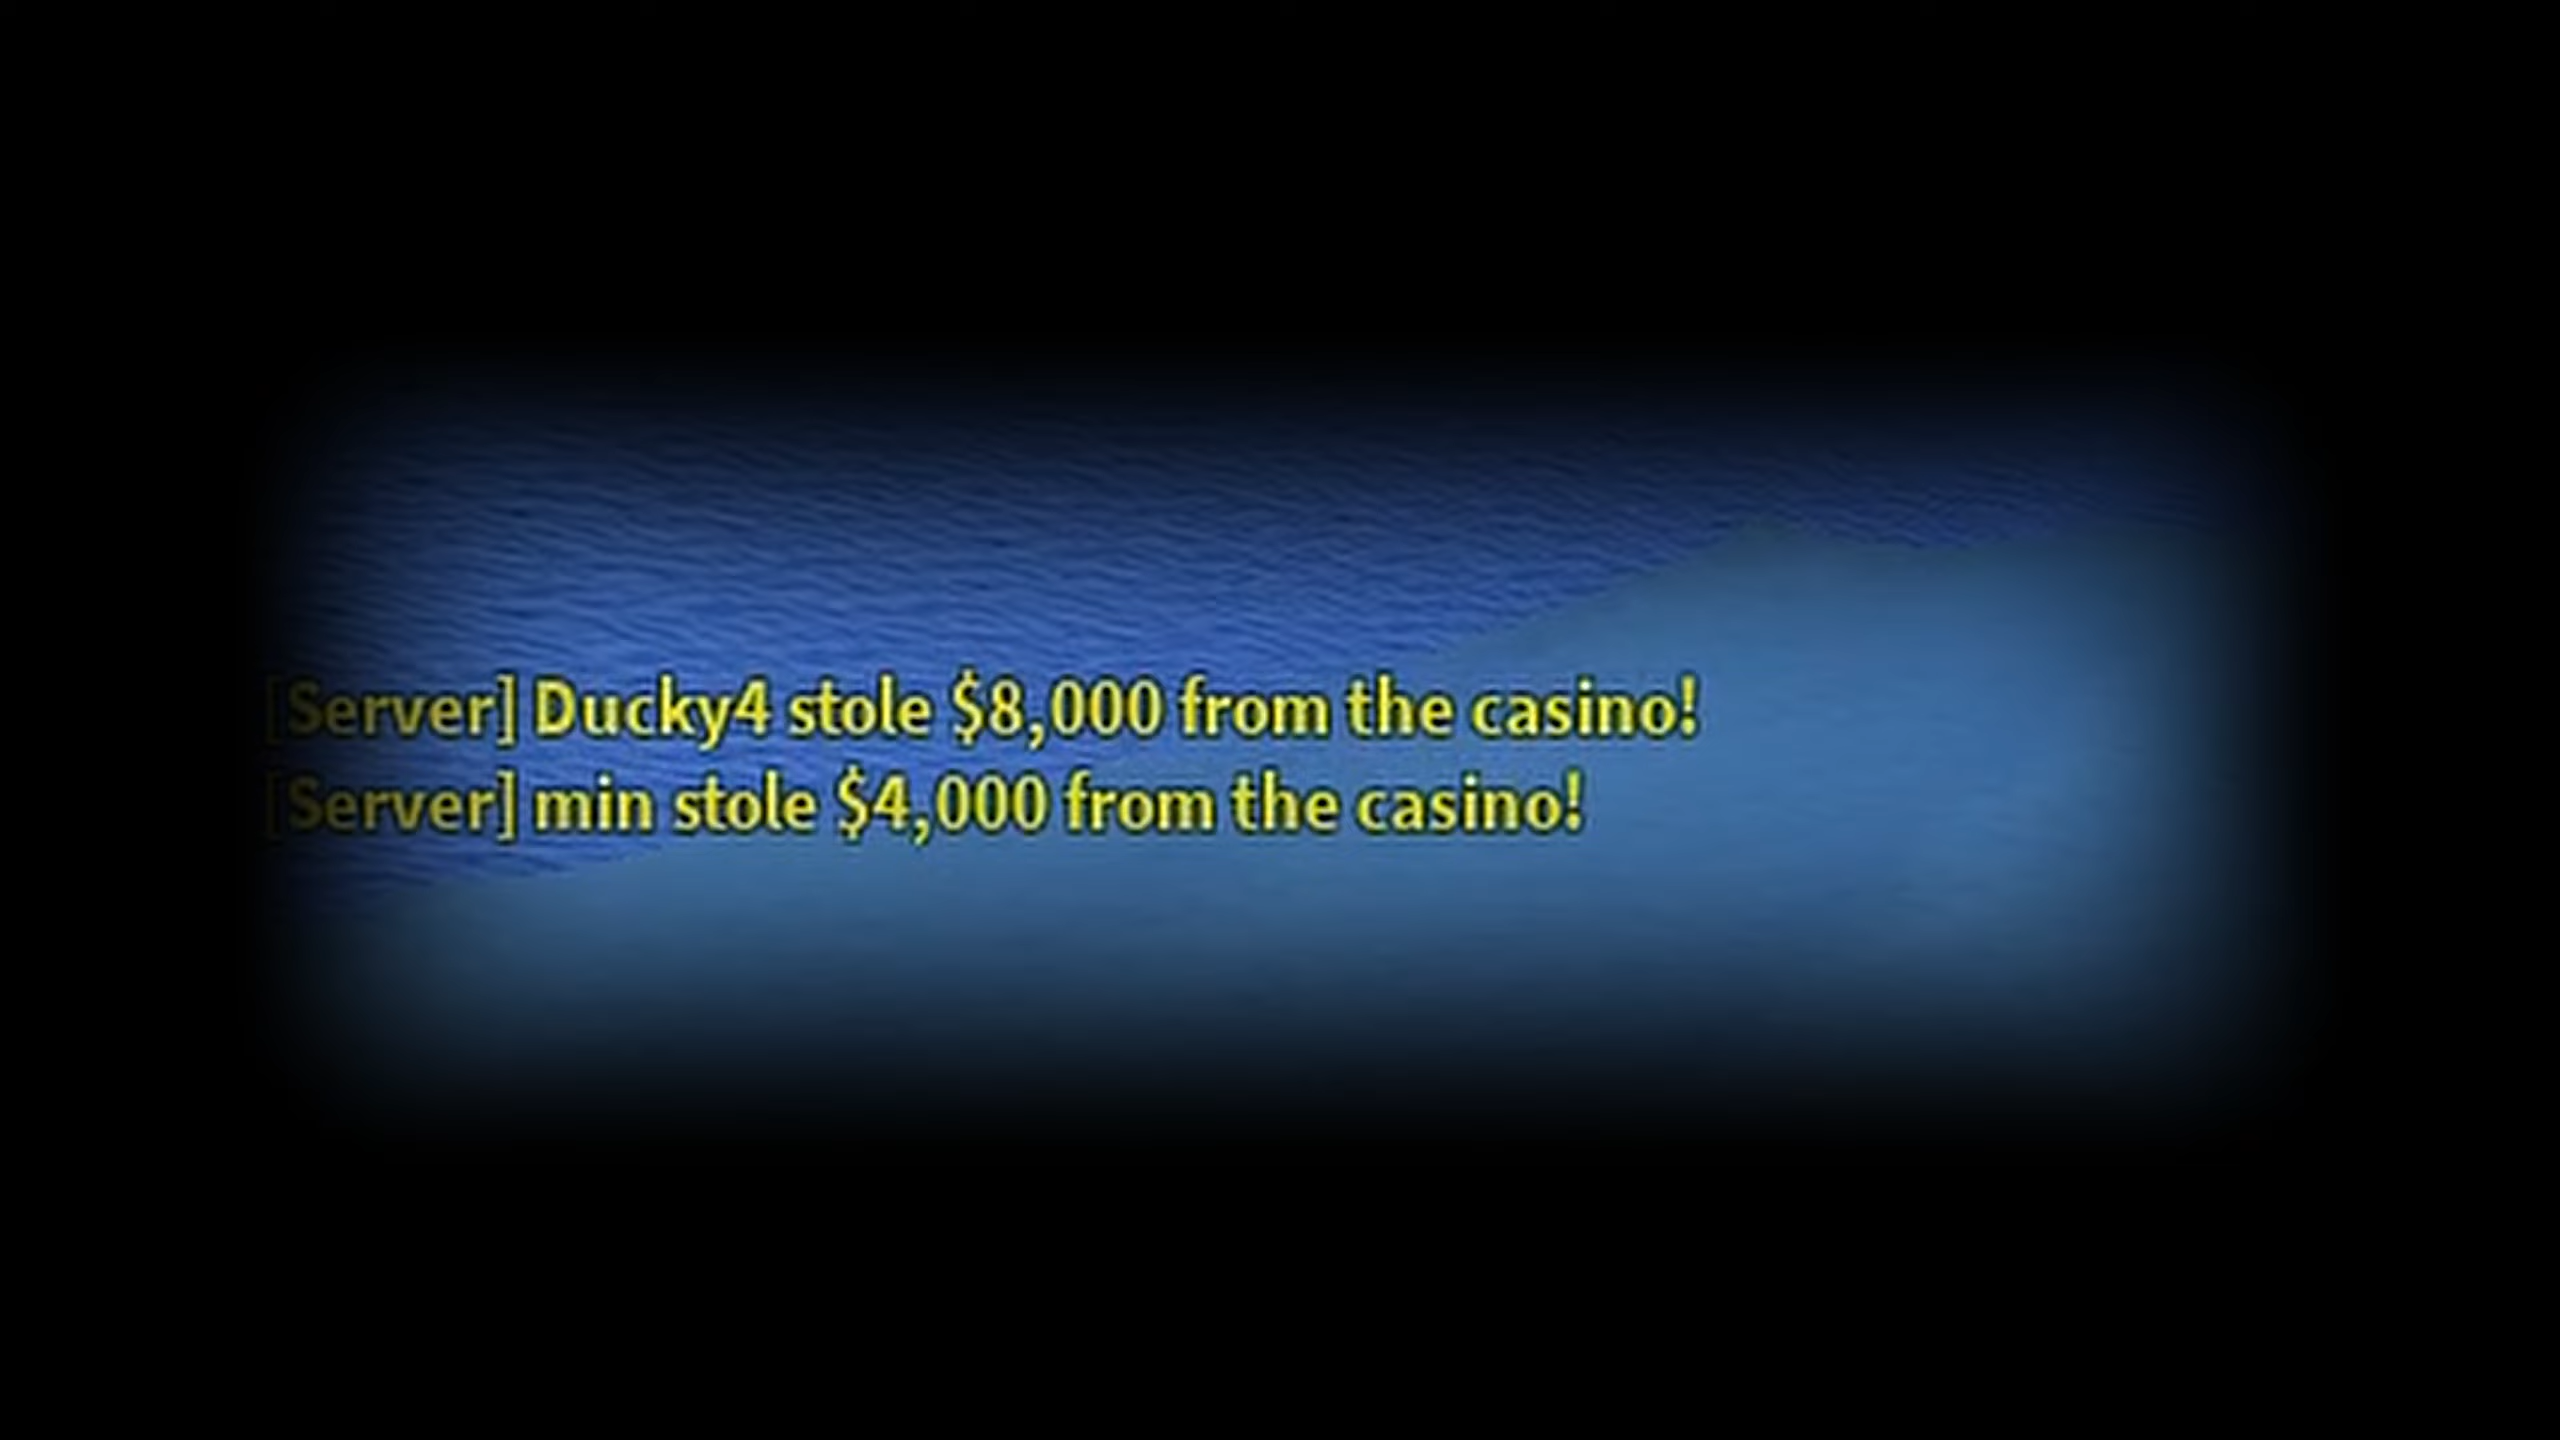 [Server] Ducky4 stole $8,000 from the casino!
[Server] min stole $4,000 from the casino!